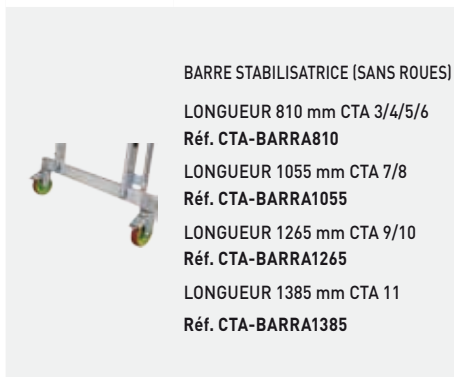 BARRE STABILISATRICE (SANS ROUES)
LONGUEUR 810 mm CTA 3/4/5/6
Réf. CTA-BARRA810
LONGUEUR 1055 mm CTA 7/8
Réf. CTA-BARRA1055
LONGUEUR 1265 mm CTA 9/10
Réf. CTA-BARRA1265
LONGUEUR 1385 mm CTA 11
Réf. CTA-BARRA1385